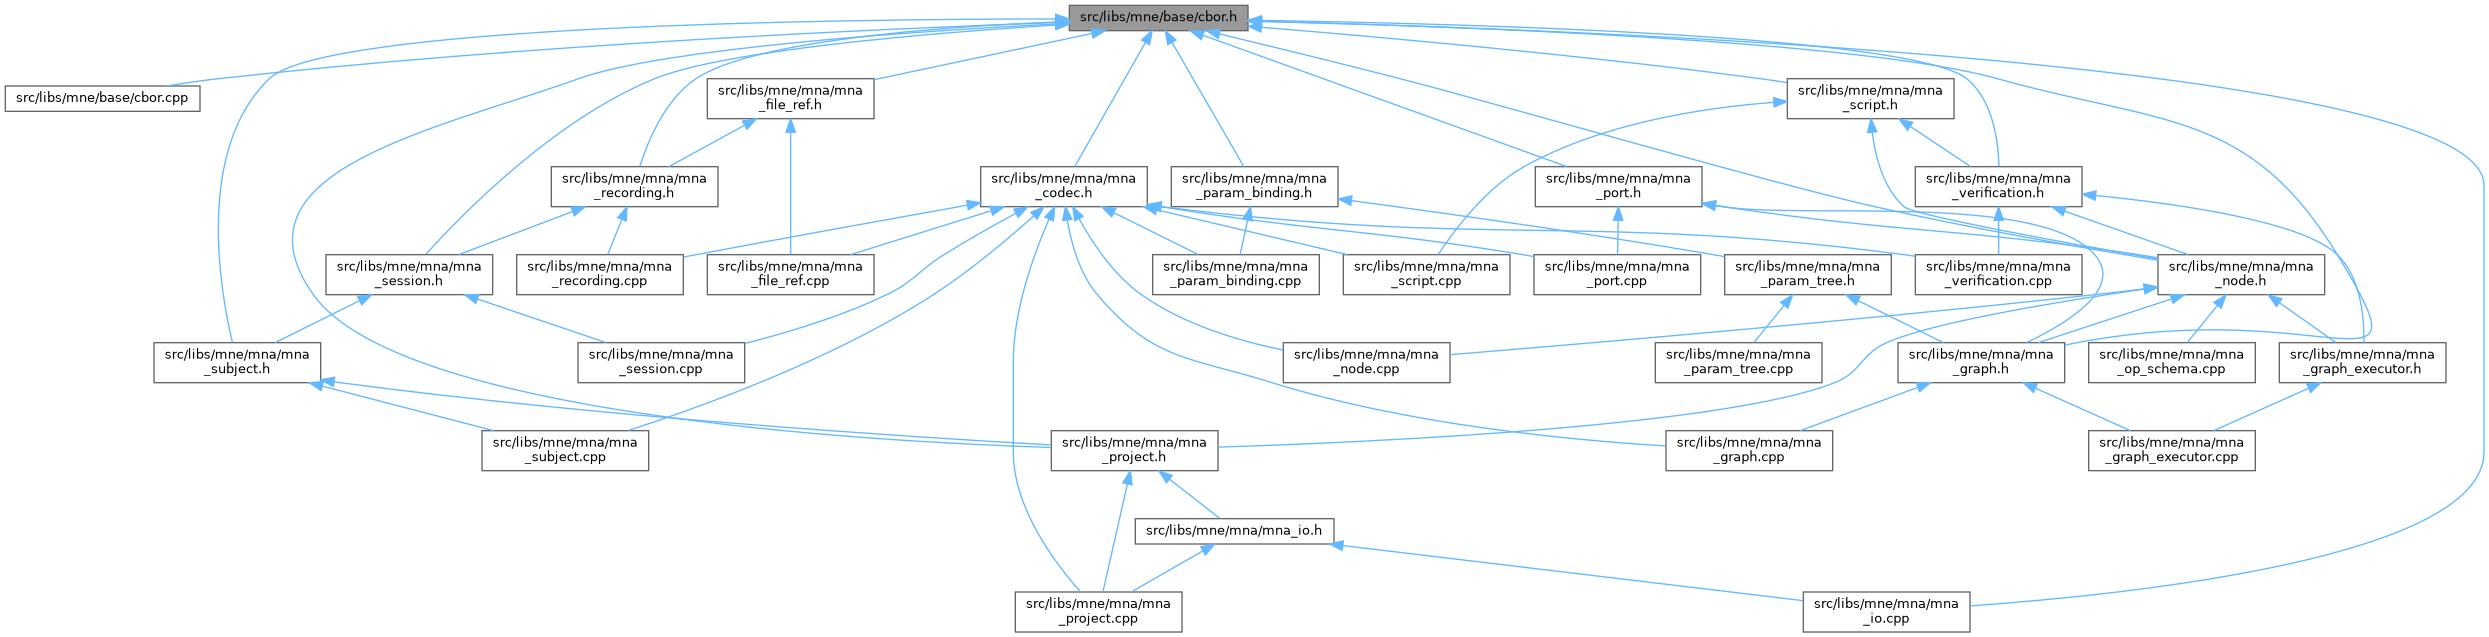 src/libs/mne/base/cbor.h
src/libs/mne/base/cbor.cpp
src/libs/mne/mna/mna
_file_ref.h
src/libs/mne/mna/mna
_script.h
src/libs/mne/mna/mna
_recording.h
src/libs/mne/mna/mna
_codec.h
src/libs/mne/mna/mna
_param_binding.h
src/libs/mne/mna/mna
_port.h
src/libs/mne/mna/mna
_verification.h
src/libs/mne/mna/mna
_session.h
src/libs/mne/mna/mna
_recording.cpp
src/libs/mne/mna/mna
_file_ref.cpp
src/libs/mne/mna/mna
_param_binding.cpp
src/libs/mne/mna/mna
_script.cpp
src/libs/mne/mna/mna
_port.cpp
src/libs/mne/mna/mna
_param_tree.h
src/libs/mne/mna/mna
_verification.cpp
src/libs/mne/mna/mna
_node.h
src/libs/mne/mna/mna
_subject.h
src/libs/mne/mna/mna
_session.cpp
src/libs/mne/mna/mna
_node.cpp
src/libs/mne/mna/mna
_param_tree.cpp
src/libs/mne/mna/mna
_graph.h
src/libs/mne/mna/mna
_op_schema.cpp
src/libs/mne/mna/mna
_graph_executor.h
src/libs/mne/mna/mna
_subject.cpp
src/libs/mne/mna/mna
_project.h
src/libs/mne/mna/mna
_graph.cpp
src/libs/mne/mna/mna
_graph_executor.cpp
src/libs/mne/mna/mna_io.h
src/libs/mne/mna/mna
_project.cpp
src/libs/mne/mna/mna
_io.cpp